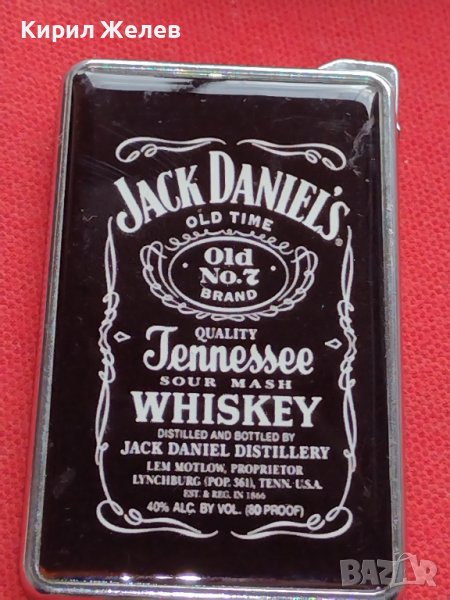 Кирил Желев
JACK DANIEL'S
OLD TIME
Old
No.7
BRAND
QUALITY
Tennessee
SOUR MASH
WHISKEY
DISTILLED AND BOTTLED BY
JACK DANIEL DISTILLERY
LEM MOTLOW, PROPRIETOR
LYNCHBURG (POP. 361), TENN. U.S.A.
EST. & REG. IN 1866
40% ALC. BY VOL. (80 PROOF)
BAZAR